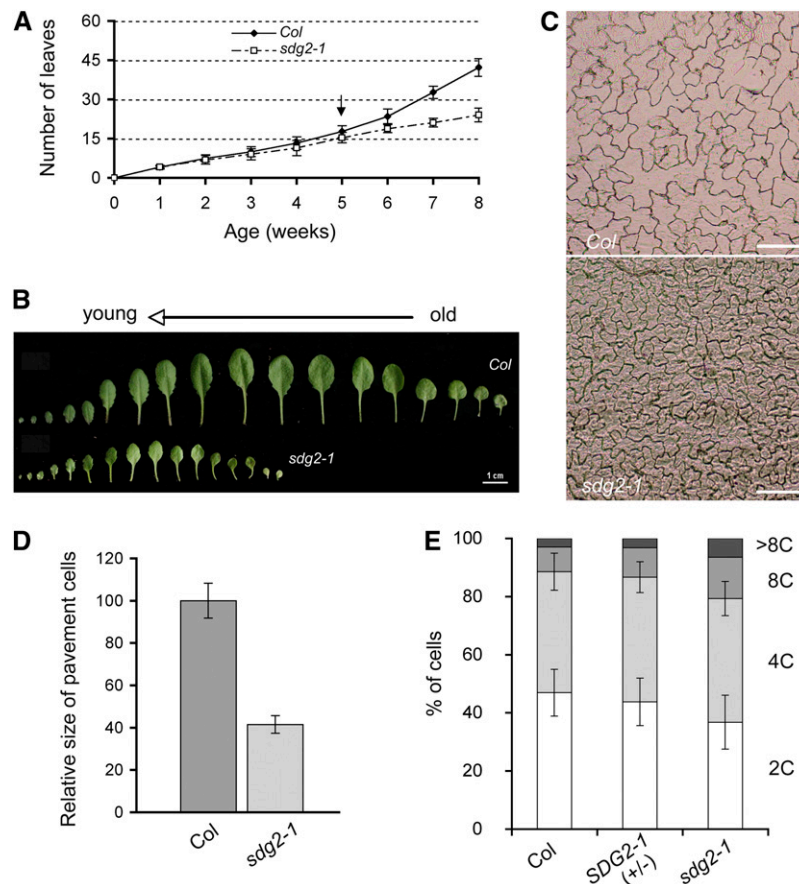 A
Number of leaves
60
45
30
15
0
Col
sdg2-1
0 1 2 3 4 5 6 7 8
Age (weeks)
B
young old
Col
sdg2-1
1 cm
C
Col
sdg2-1
D
Relative size of pavement cells
120
100
80
60
40
20
0
Col sdg2-1
E
% of cells
100
80
60
40
20
0
>8C
8C
4C
2C
Col SDG2-1 sdg2-1
(+/-)